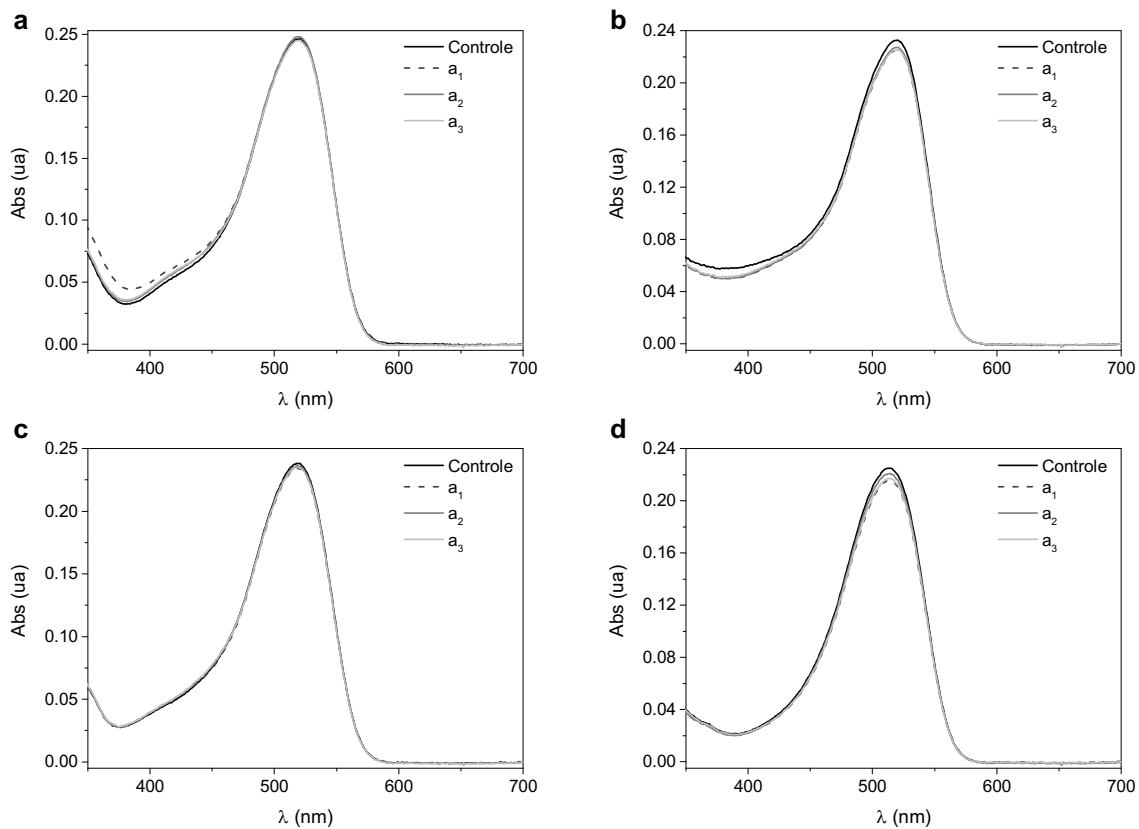 a
0.25
0.20
0.15
0.10
0.05
0.00
Abs (ua)
400 500 600 700
λ (nm)
Controle
a₁
a₂
a₃
b
0.24
0.20
0.16
0.12
0.08
0.04
0.00
Abs (ua)
400 500 600 700
λ (nm)
Controle
a₁
a₂
a₃
c
0.25
0.20
0.15
0.10
0.05
0.00
Abs (ua)
400 500 600 700
λ (nm)
Controle
a₁
a₂
a₃
d
0.24
0.20
0.16
0.12
0.08
0.04
0.00
Abs (ua)
400 500 600 700
λ (nm)
Controle
a₁
a₂
a₃